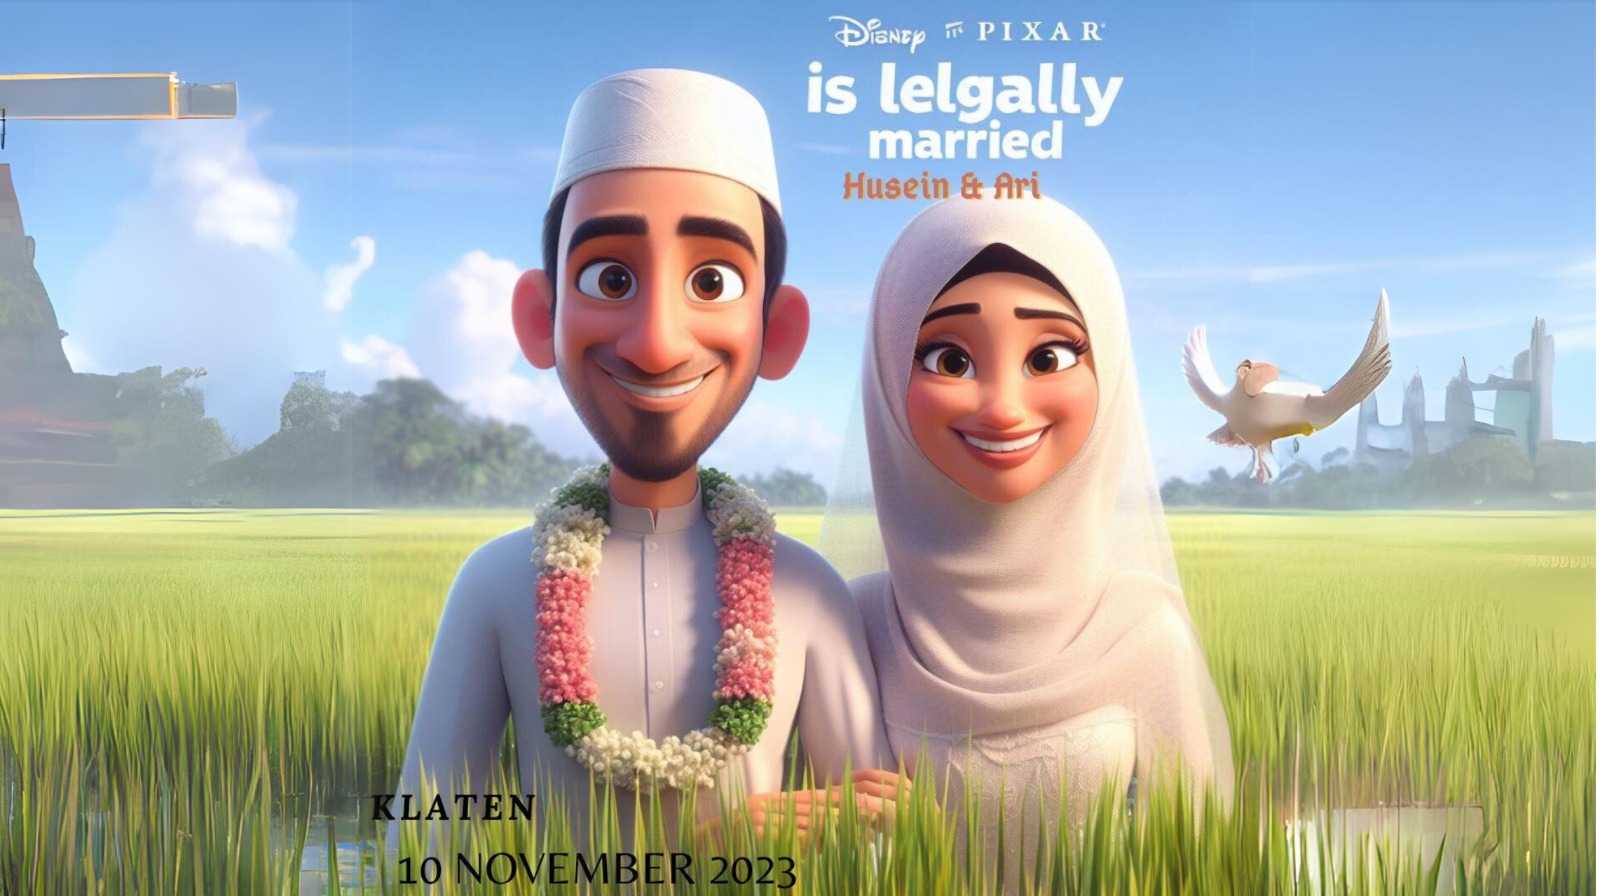 Disney PIXAR
is lelgally
married
Husein & Ari
KLATEN
10 NOVEMBER 2023